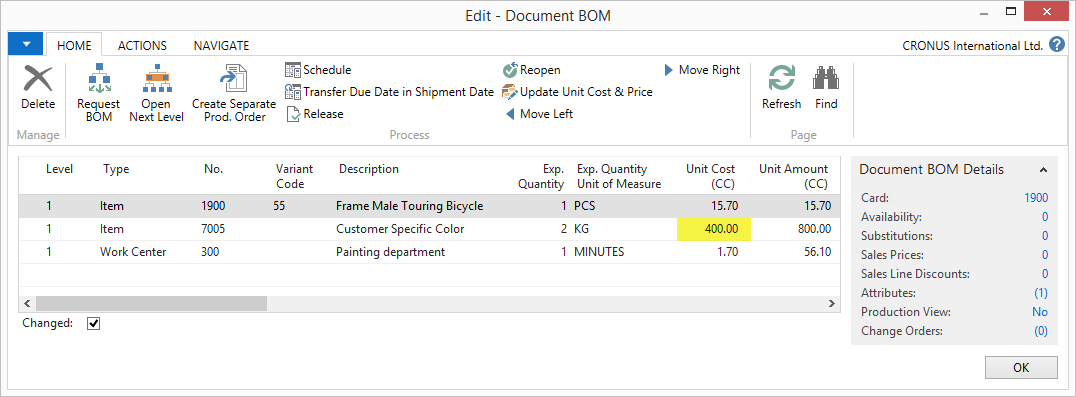 Edit - Document BOM
HOME ACTIONS NAVIGATE CRONUS International Ltd. ?
Delete
Manage
Request BOM
Open Next Level
Create Separate Prod. Order
Schedule
Transfer Due Date in Shipment Date
Release
Reopen
Update Unit Cost & Price
Move Left
Move Right
Process
Refresh
Find
Page
Level Type No. Variant Code Description Exp. Quantity Exp. Quantity Unit of Measure Unit Cost (CC) Unit Amount (CC)
1 Item 1900 55 Frame Male Touring Bicycle 1 PCS 15.70 15.70
1 Item 7005 Customer Specific Color 2 KG 400.00 800.00
1 Work Center 300 Painting department 1 MINUTES 1.70 56.10
Changed:
Document BOM Details
Card: 1900
Availability: 0
Substitutions: 0
Sales Prices: 0
Sales Line Discounts: 0
Attributes: (1)
Production View: No
Change Orders: (0)
OK